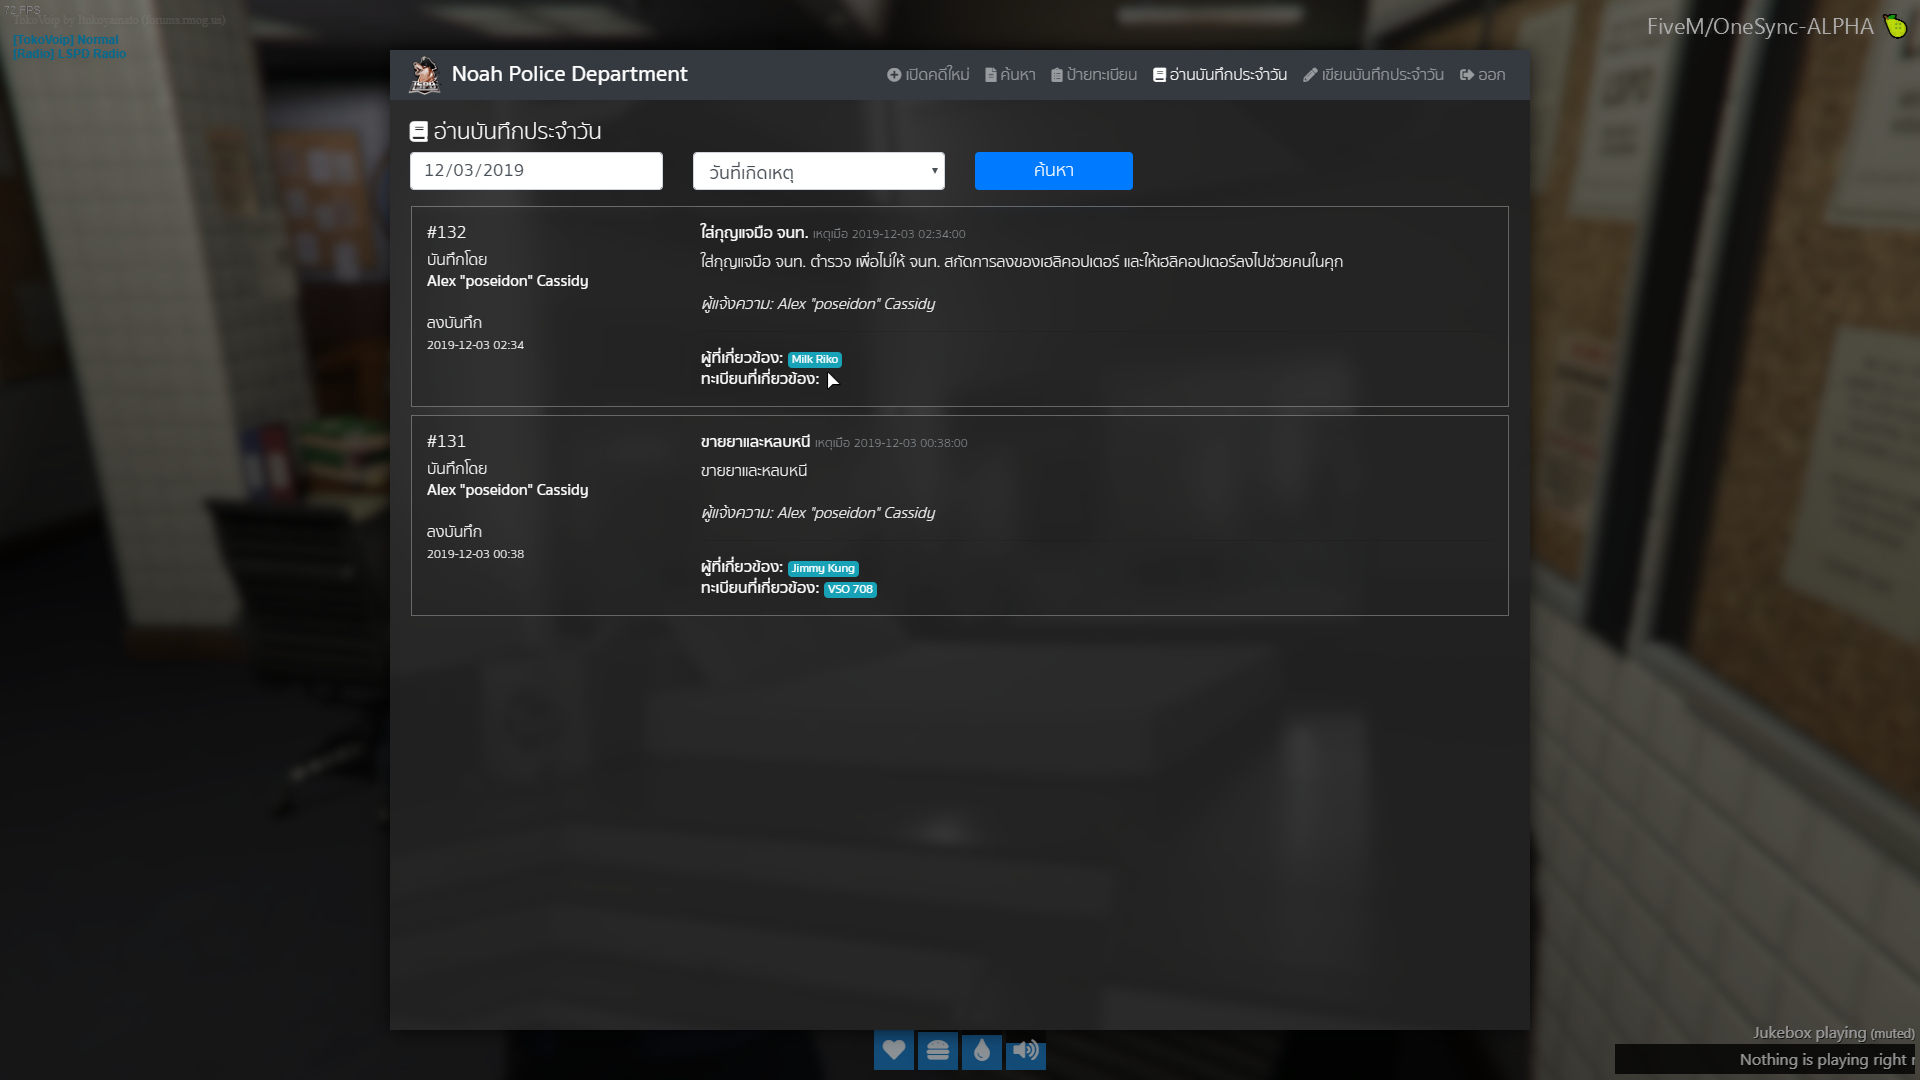 72 FPS
TokoVoip by Itokoyamato (forums.rmog.us)
[TokoVoip] Normal
[Radio] LSPD Radio
FiveM/OneSync-ALPHA
Noah Police Department
เปิดคดีใหม่ ค้นหา ป้ายทะเบียน อ่านบันทึกประจำวัน เขียนบันทึกประจำวัน ออก
อ่านบันทึกประจำวัน
12/03/2019 วันที่เกิดเหตุ ค้นหา
#132
บันทึกโดย
Alex "poseidon" Cassidy
ลงบันทึก
2019-12-03 02:34
ใส่กุญแจมือ จนท. เหตุเมื่อ 2019-12-03 02:34:00
ใส่กุญแจมือ จนท. ตำรวจ เพื่อไม่ให้ จนท. สกัดการลงของเฮลิคอปเตอร์ และให้เฮลิคอปเตอร์ลงไปช่วยคนในคุก
ผู้แจ้งความ: Alex "poseidon" Cassidy
ผู้ที่เกี่ยวข้อง: Milk Riko
ทะเบียนที่เกี่ยวข้อง:
#131
บันทึกโดย
Alex "poseidon" Cassidy
ลงบันทึก
2019-12-03 00:38
ขายยาและหลบหนี เหตุเมื่อ 2019-12-03 00:38:00
ขายยาและหลบหนี
ผู้แจ้งความ: Alex "poseidon" Cassidy
ผู้ที่เกี่ยวข้อง: Jimmy Kung
ทะเบียนที่เกี่ยวข้อง: VSO 708
Jukebox playing (muted)
Nothing is playing right